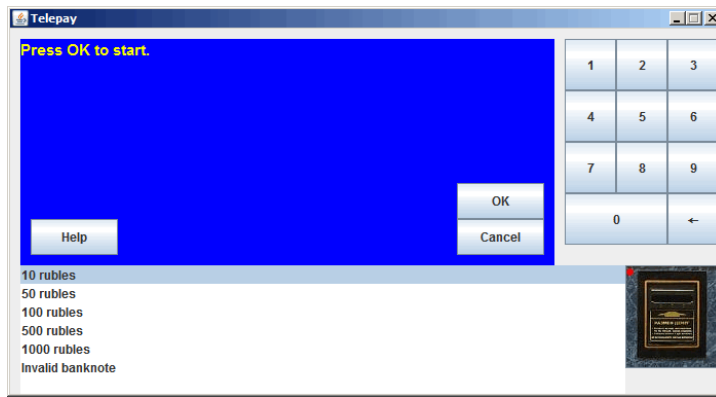 Telepay
Press OK to start.
1 2 3
4 5 6
7 8 9
0 ←
OK
Cancel
Help
10 rubles
50 rubles
100 rubles
500 rubles
1000 rubles
Invalid banknote